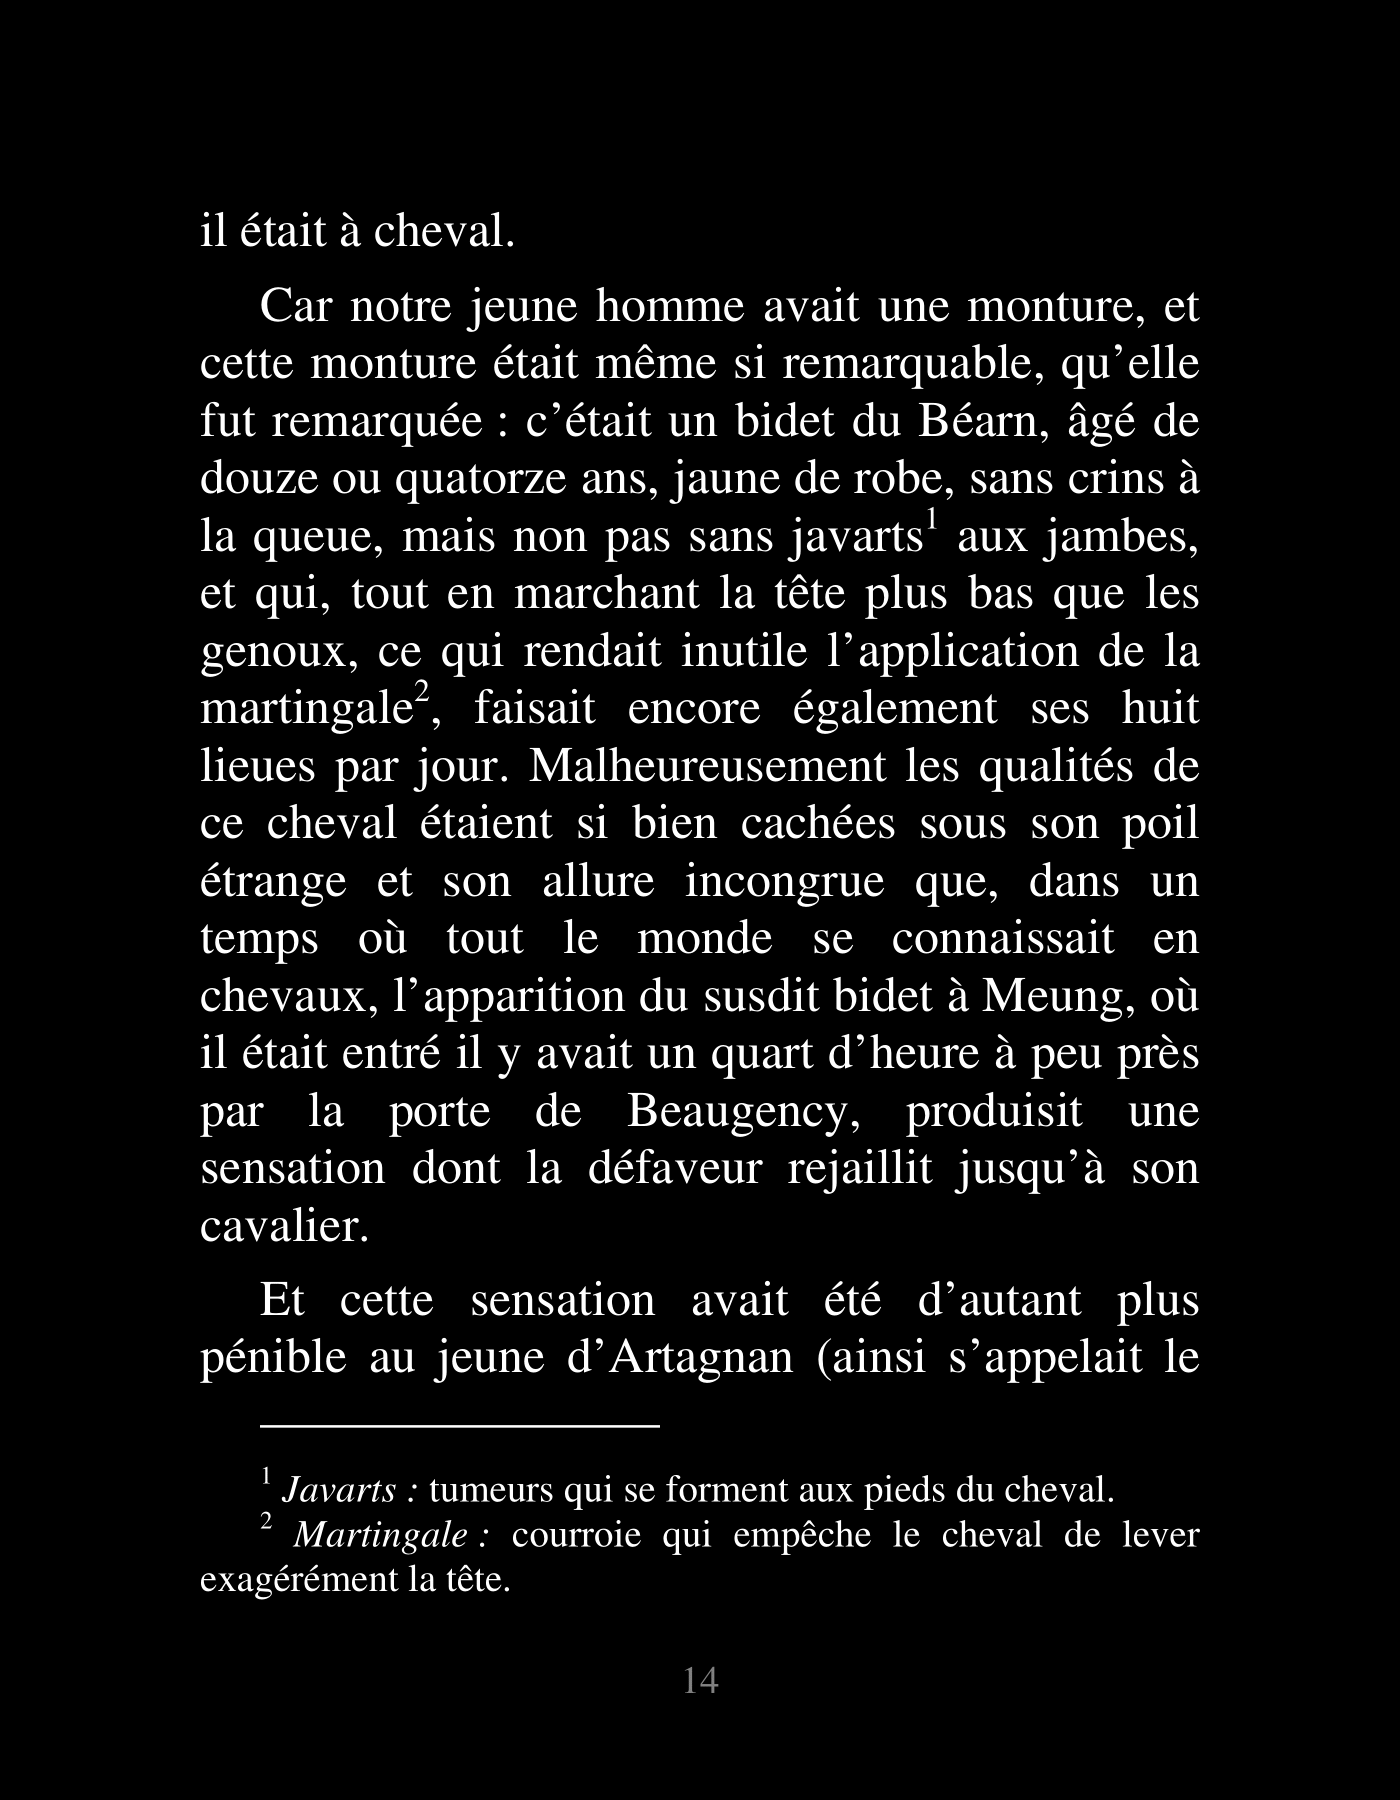 il était à cheval.
Car notre jeune homme avait une monture, et
cette monture était même si remarquable, qu’elle
fut remarquée : c’était un bidet du Béarn, âgé de
douze ou quatorze ans, jaune de robe, sans crins à
la queue, mais non pas sans javarts1 aux jambes,
et qui, tout en marchant la tête plus bas que les
genoux, ce qui rendait inutile l’application de la
martingale2, faisait encore également ses huit
lieues par jour. Malheureusement les qualités de
ce cheval étaient si bien cachées sous son poil
étrange et son allure incongrue que, dans un
temps où tout le monde se connaissait en
chevaux, l’apparition du susdit bidet à Meung, où
il était entré il y avait un quart d’heure à peu près
par la porte de Beaugency, produisit une
sensation dont la défaveur rejaillit jusqu’à son
cavalier.
Et cette sensation avait été d’autant plus
pénible au jeune d’Artagnan (ainsi s’appelait le
1 Javarts : tumeurs qui se forment aux pieds du cheval.
2 Martingale : courroie qui empêche le cheval de lever
exagérément la tête.
14